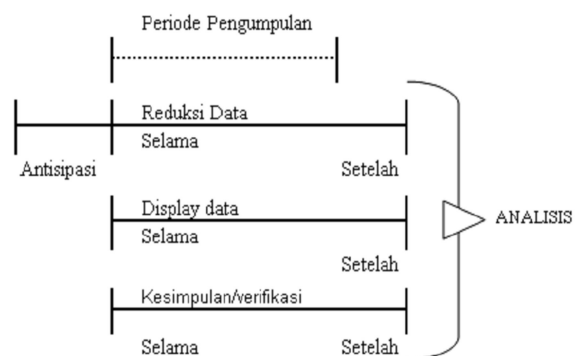 Periode Pengumpulan
Reduksi Data
Selama
Antisipasi
Setelah
Display data
Selama
Setelah
ANALISIS
Kesimpulan/verifikasi
Selama
Setelah